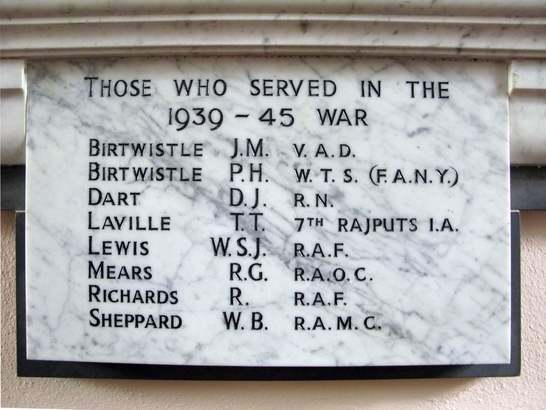 THOSE WHO SERVED IN THE
1939 - 45 WAR
BIRTWISTLE J.M. V.A.D.
BIRTWISTLE P.H. W.T.S. (F.A.N.Y.)
DART D.J. R.N.
LAVILLE T.T. 7TH RAJPUTS I.A.
LEWIS W.S.J. R.A.F.
MEARS R.G. R.A.O.C.
RICHARDS R. R.A.F.
SHEPPARD W.B. R.A.M.C.